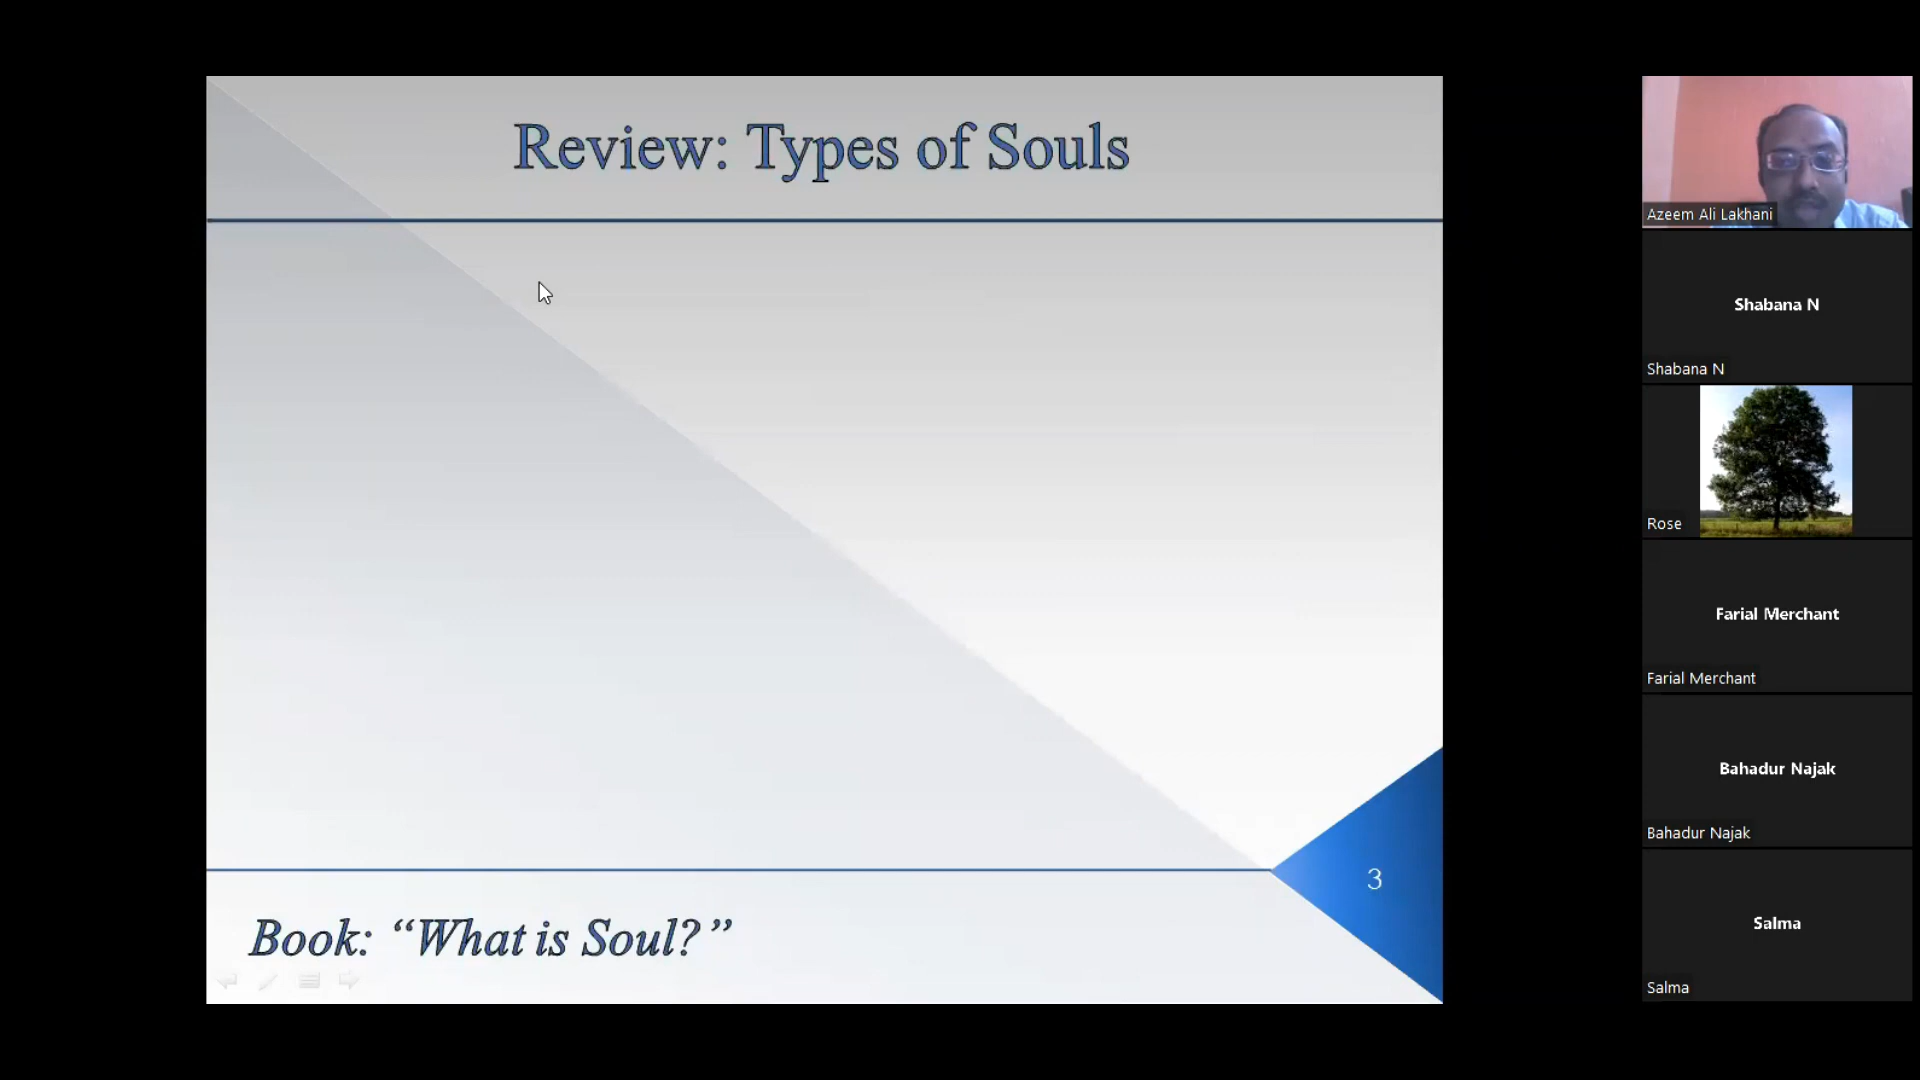 Review: Types of Souls
3
Book: “What is Soul?”
Azeem Ali Lakhani
Shabana N
Shabana N
Rose
Farial Merchant
Farial Merchant
Bahadur Najak
Bahadur Najak
Salma
Salma